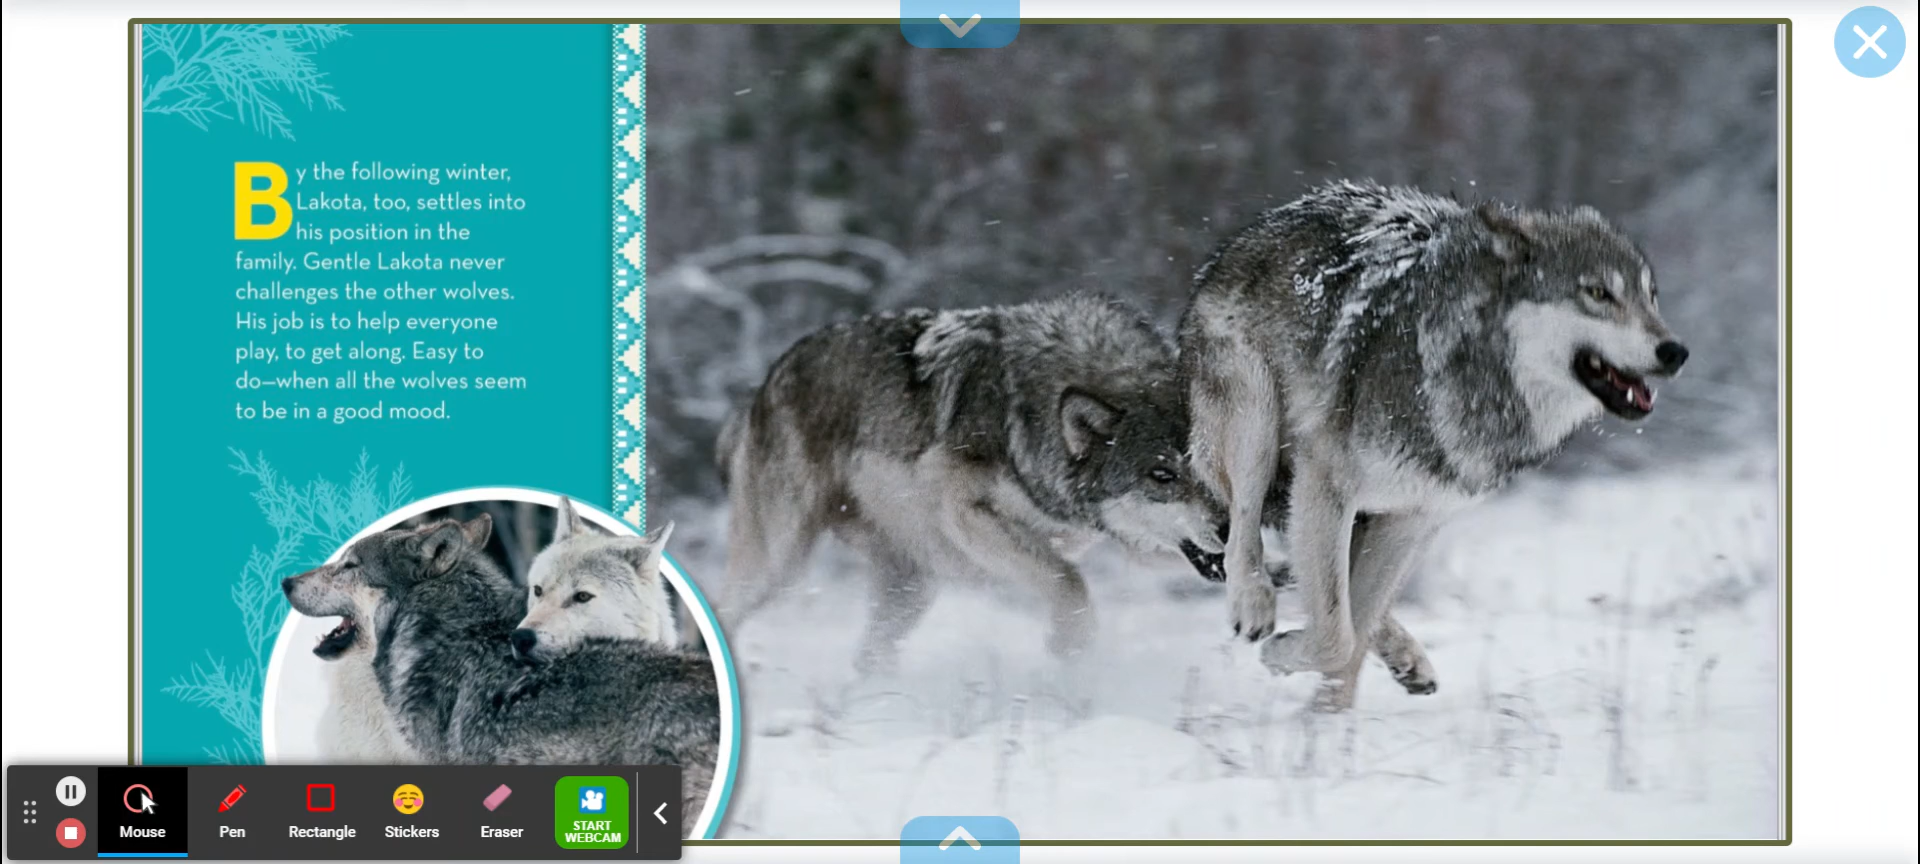 By the following winter,
Lakota, too, settles into
his position in the
family. Gentle Lakota never
challenges the other wolves.
His job is to help everyone
play, to get along. Easy to
do—when all the wolves seem
to be in a good mood.
Mouse
Pen
Rectangle
Stickers
Eraser
START
WEBCAM